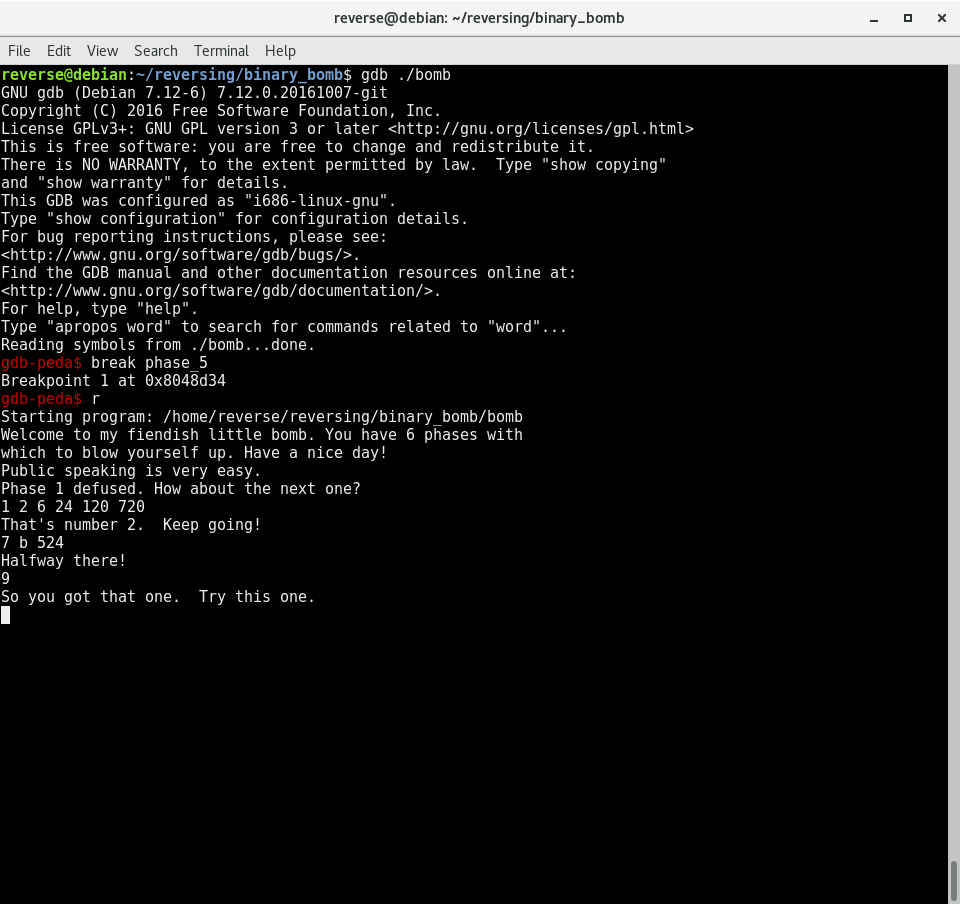 reverse@debian: ~/reversing/binary_bomb
File Edit View Search Terminal Help
reverse@debian:~/reversing/binary_bomb$ gdb ./bomb
GNU gdb (Debian 7.12-6) 7.12.0.20161007-git
Copyright (C) 2016 Free Software Foundation, Inc.
License GPLv3+: GNU GPL version 3 or later <http://gnu.org/licenses/gpl.html>
This is free software: you are free to change and redistribute it.
There is NO WARRANTY, to the extent permitted by law.  Type "show copying"
and "show warranty" for details.
This GDB was configured as "i686-linux-gnu".
Type "show configuration" for configuration details.
For bug reporting instructions, please see:
<http://www.gnu.org/software/gdb/bugs/>.
Find the GDB manual and other documentation resources online at:
<http://www.gnu.org/software/gdb/documentation/>.
For help, type "help".
Type "apropos word" to search for commands related to "word"...
Reading symbols from ./bomb...done.
gdb-peda$ break phase_5
Breakpoint 1 at 0x8048d34
gdb-peda$ r
Starting program: /home/reverse/reversing/binary_bomb/bomb
Welcome to my fiendish little bomb. You have 6 phases with
which to blow yourself up. Have a nice day!
Public speaking is very easy.
Phase 1 defused. How about the next one?
1 2 6 24 120 720
That's number 2.  Keep going!
7 b 524
Halfway there!
9
So you got that one.  Try this one.